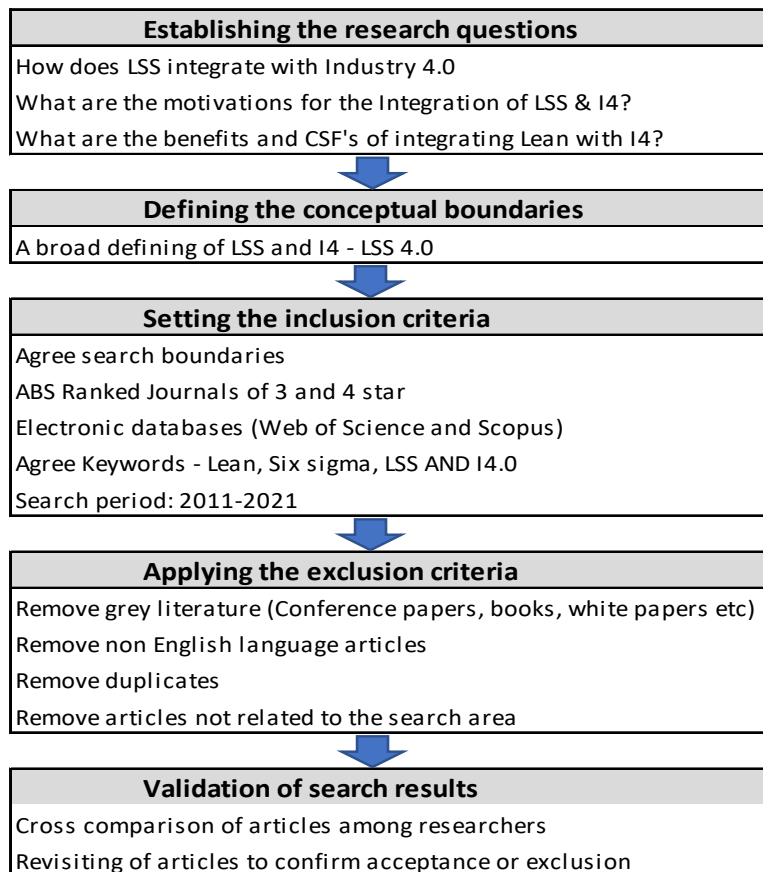 Establishing the research questions
How does LSS integrate with Industry 4.0
What are the motivations for the Integration of LSS & I4?
What are the benefits and CSF's of integrating Lean with I4?
Defining the conceptual boundaries
A broad defining of LSS and I4 - LSS 4.0
Setting the inclusion criteria
Agree search boundaries
ABS Ranked Journals of 3 and 4 star
Electronic databases (Web of Science and Scopus)
Agree Keywords - Lean, Six sigma, LSS AND I4.0
Search period: 2011-2021
Applying the exclusion criteria
Remove grey literature (Conference papers, books, white papers etc)
Remove non English language articles
Remove duplicates
Remove articles not related to the search area
Validation of search results
Cross comparison of articles among researchers
Revisiting of articles to confirm acceptance or exclusion